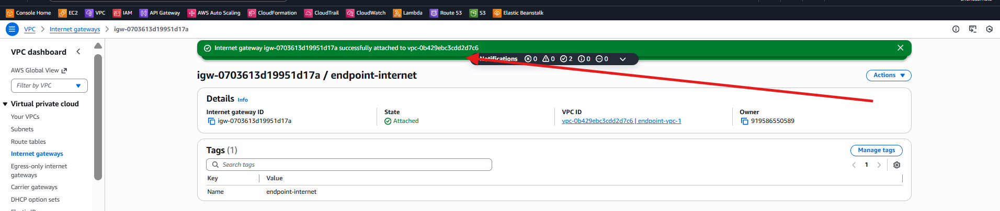 Console Home EC2 VPC IAM API Gateway AWS Auto Scaling CloudFormation CloudTrail CloudWatch Lambda Route 53 S3 Elastic Beanstalk
VPC Internet gateways igw-0703613d19951d17a
VPC dashboard
AWS Global View
Filter by VPC
Virtual private cloud
Your VPCs
Subnets
Route tables
Internet gateways
Egress-only internet
gateways
Carrier gateways
DHCP option sets
Internet gateway igw-0703613d19951d17a successfully attached to vpc-0b429ebc3cdd2d7c6
Notifications 0 0 2 0 0
igw-0703613d19951d17a / endpoint-internet
Actions
Details Info
Internet gateway ID
igw-0703613d19951d17a
State
Attached
VPC ID
vpc-0b429ebc3cdd2d7c6 | endpoint-vpc-1
Owner
919586550589
Tags (1)
Manage tags
Search tags
1
Key Value
Name endpoint-internet